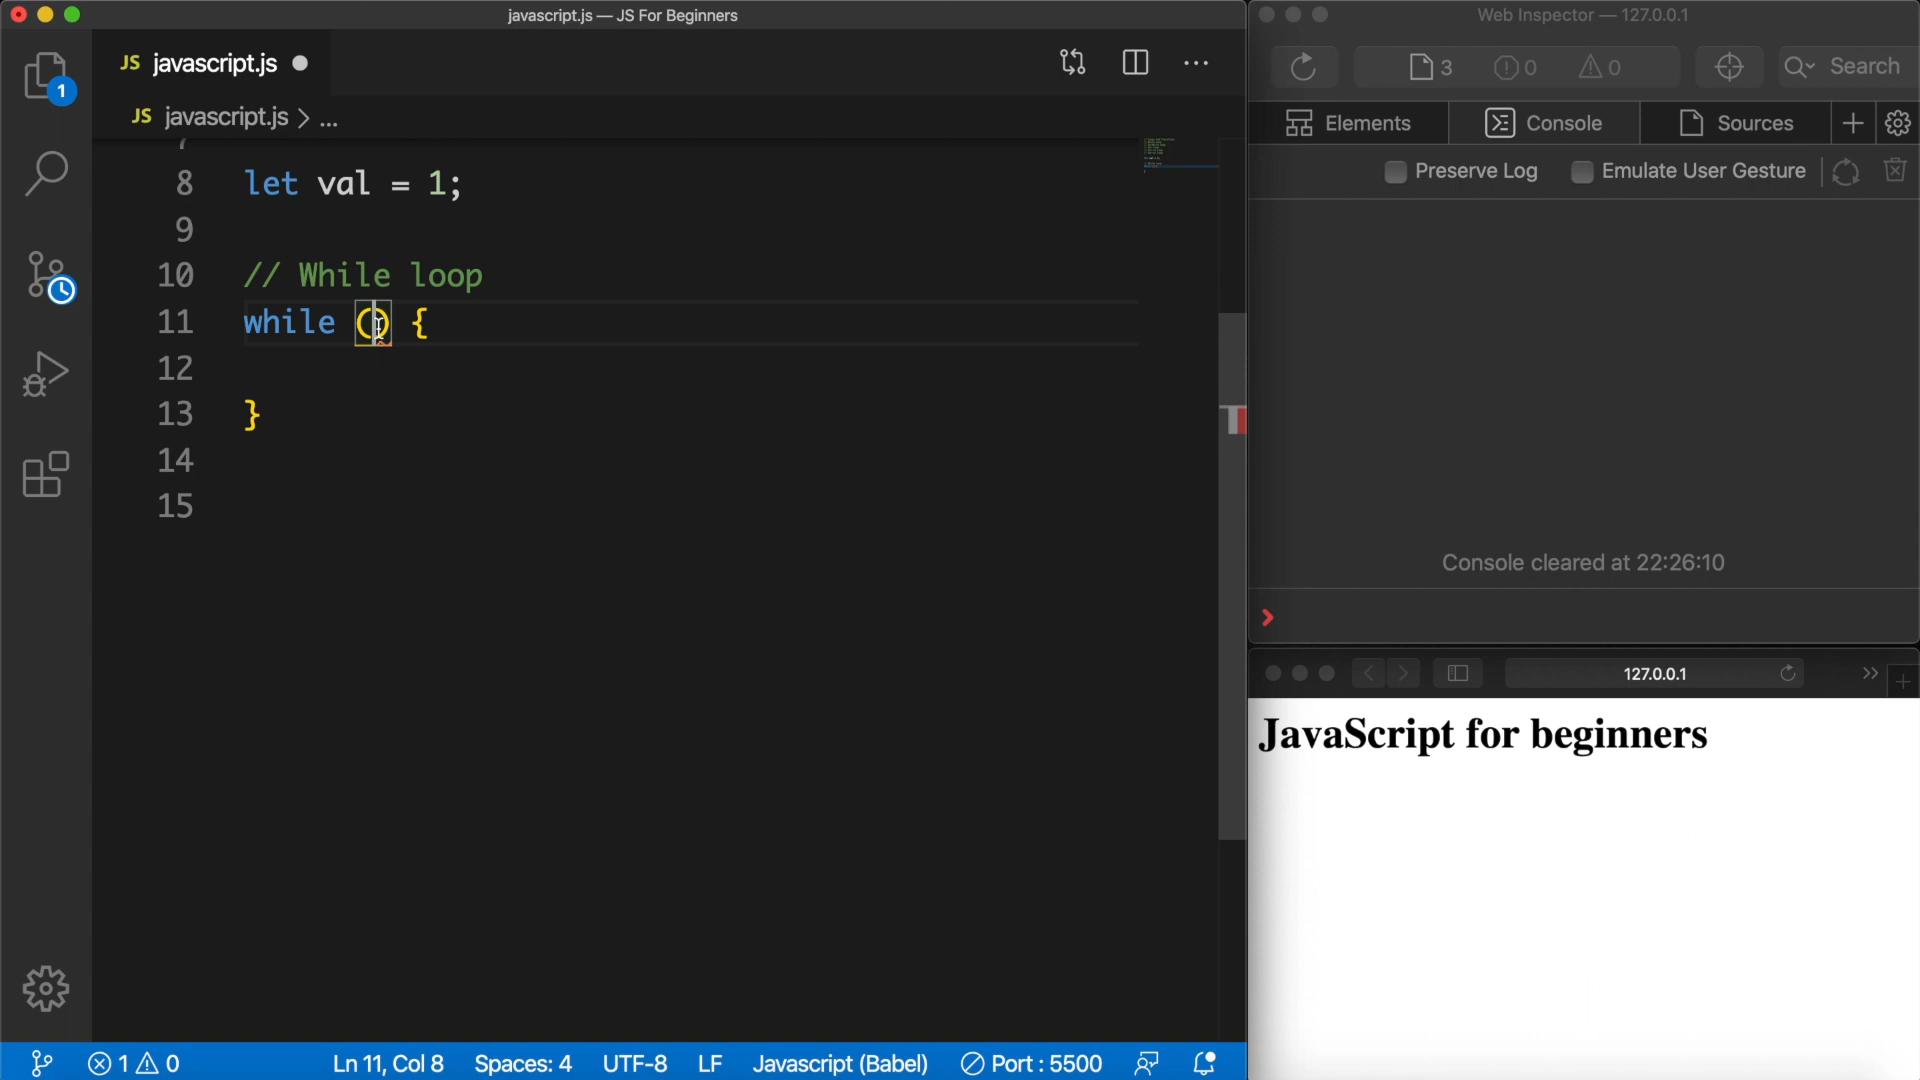 javascript.js — JS For Beginners
JS javascript.js
1
JS javascript.js > ...
7
8 let val = 1;
9
10 // While loop
11 while () {
12
13 }
14
15
1 0 Ln 11, Col 8 Spaces: 4 UTF-8 LF Javascript (Babel) Port : 5500
Web Inspector — 127.0.0.1
3 0 0 Search
Elements Console Sources
Preserve Log Emulate User Gesture
Console cleared at 22:26:10
127.0.0.1
JavaScript for beginners